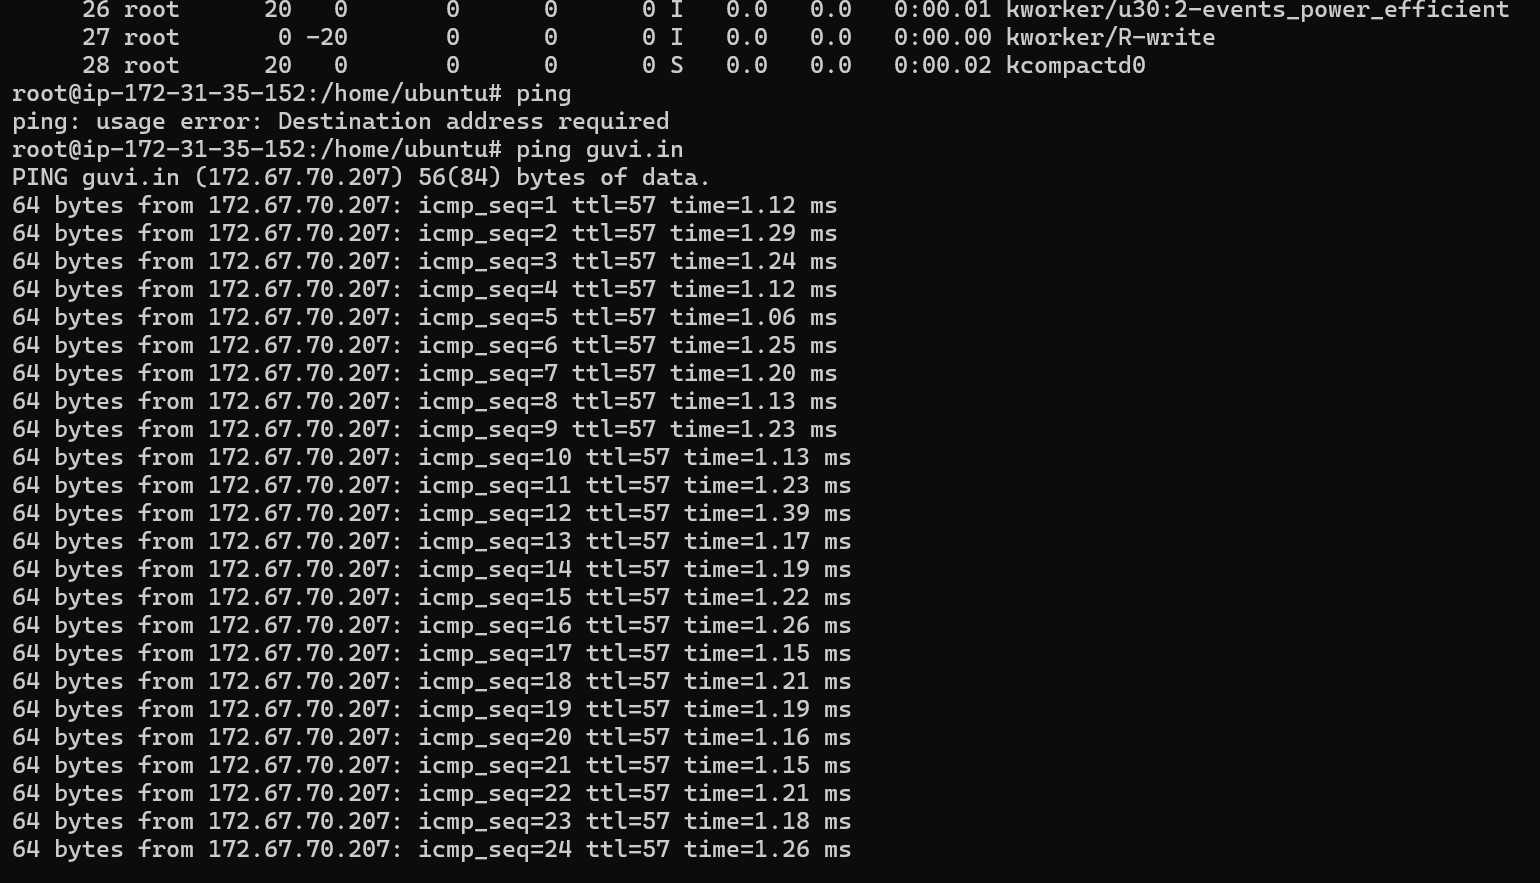 26 root 20 0 0 0 0 I 0.0 0.0 0:00.01 kworker/u30:2-events_power_efficient
27 root 0 -20 0 0 0 I 0.0 0.0 0:00.00 kworker/R-write
28 root 20 0 0 0 0 S 0.0 0.0 0:00.02 kcompactd0
root@ip-172-31-35-152:/home/ubuntu# ping
ping: usage error: Destination address required
root@ip-172-31-35-152:/home/ubuntu# ping guvi.in
PING guvi.in (172.67.70.207) 56(84) bytes of data.
64 bytes from 172.67.70.207: icmp_seq=1 ttl=57 time=1.12 ms
64 bytes from 172.67.70.207: icmp_seq=2 ttl=57 time=1.29 ms
64 bytes from 172.67.70.207: icmp_seq=3 ttl=57 time=1.24 ms
64 bytes from 172.67.70.207: icmp_seq=4 ttl=57 time=1.12 ms
64 bytes from 172.67.70.207: icmp_seq=5 ttl=57 time=1.06 ms
64 bytes from 172.67.70.207: icmp_seq=6 ttl=57 time=1.25 ms
64 bytes from 172.67.70.207: icmp_seq=7 ttl=57 time=1.20 ms
64 bytes from 172.67.70.207: icmp_seq=8 ttl=57 time=1.13 ms
64 bytes from 172.67.70.207: icmp_seq=9 ttl=57 time=1.23 ms
64 bytes from 172.67.70.207: icmp_seq=10 ttl=57 time=1.13 ms
64 bytes from 172.67.70.207: icmp_seq=11 ttl=57 time=1.23 ms
64 bytes from 172.67.70.207: icmp_seq=12 ttl=57 time=1.39 ms
64 bytes from 172.67.70.207: icmp_seq=13 ttl=57 time=1.17 ms
64 bytes from 172.67.70.207: icmp_seq=14 ttl=57 time=1.19 ms
64 bytes from 172.67.70.207: icmp_seq=15 ttl=57 time=1.22 ms
64 bytes from 172.67.70.207: icmp_seq=16 ttl=57 time=1.26 ms
64 bytes from 172.67.70.207: icmp_seq=17 ttl=57 time=1.15 ms
64 bytes from 172.67.70.207: icmp_seq=18 ttl=57 time=1.21 ms
64 bytes from 172.67.70.207: icmp_seq=19 ttl=57 time=1.19 ms
64 bytes from 172.67.70.207: icmp_seq=20 ttl=57 time=1.16 ms
64 bytes from 172.67.70.207: icmp_seq=21 ttl=57 time=1.15 ms
64 bytes from 172.67.70.207: icmp_seq=22 ttl=57 time=1.21 ms
64 bytes from 172.67.70.207: icmp_seq=23 ttl=57 time=1.18 ms
64 bytes from 172.67.70.207: icmp_seq=24 ttl=57 time=1.26 ms